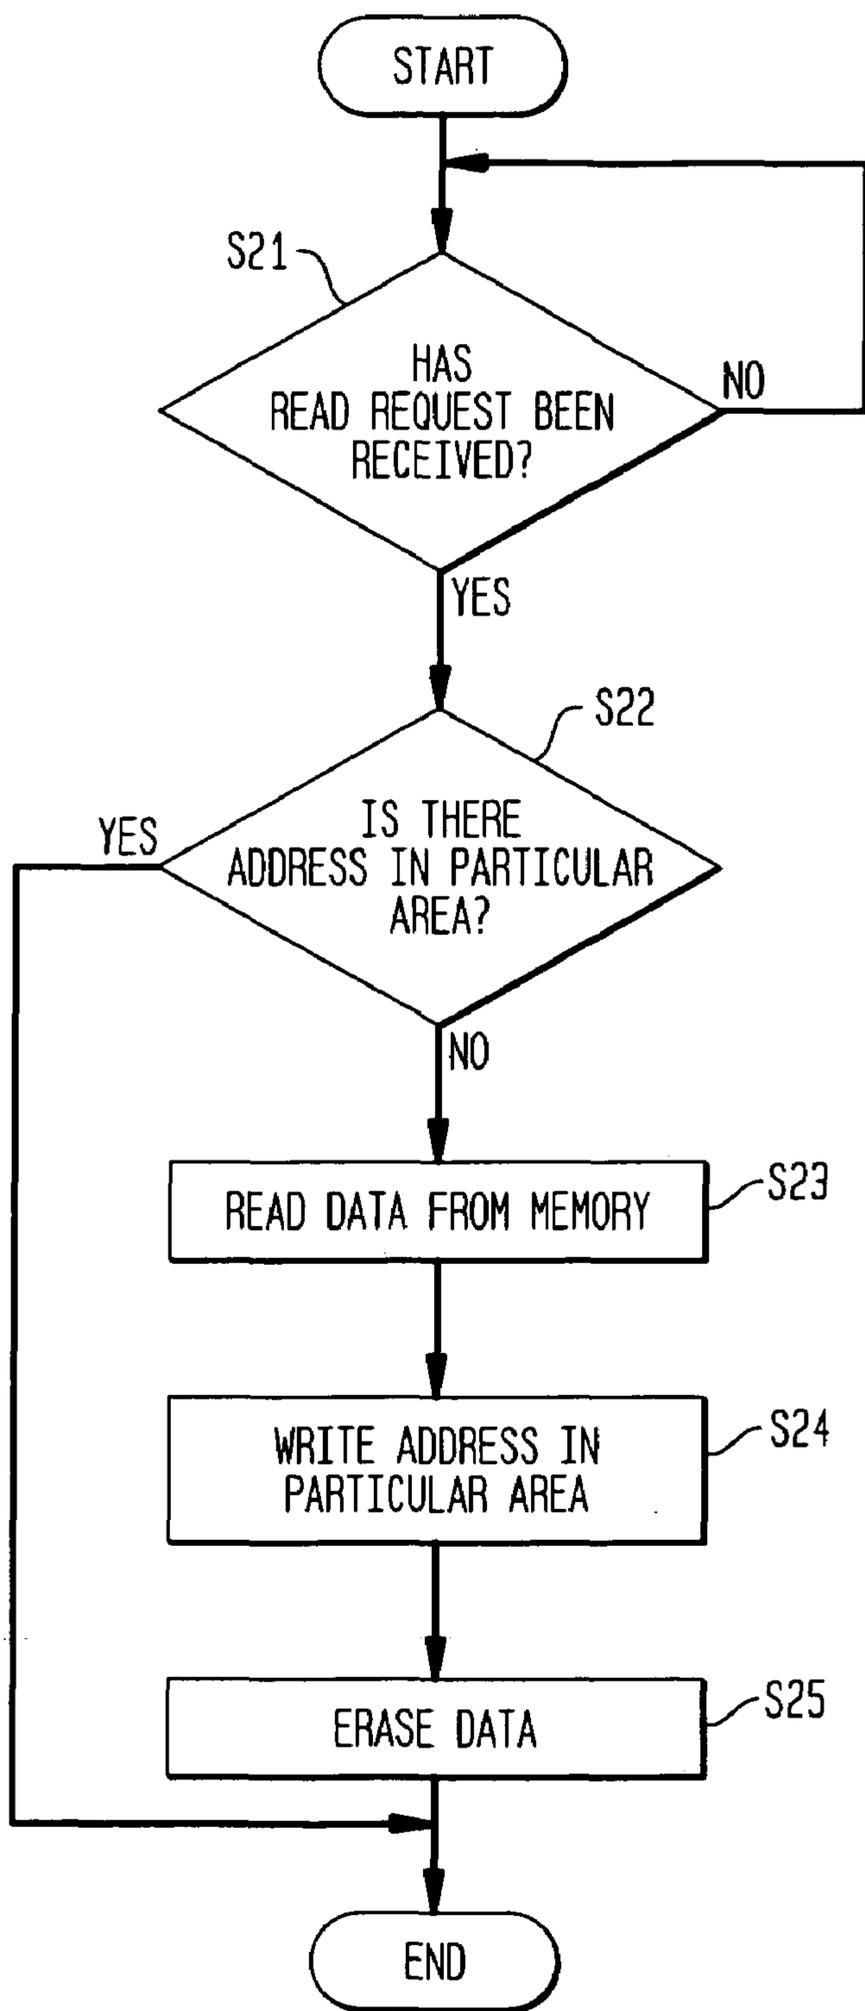 START
S21
HAS
READ REQUEST BEEN
RECEIVED?
NO
YES
S22
IS THERE
ADDRESS IN PARTICULAR
AREA?
YES
NO
READ DATA FROM MEMORY
S23
WRITE ADDRESS IN
PARTICULAR AREA
S24
ERASE DATA
S25
END